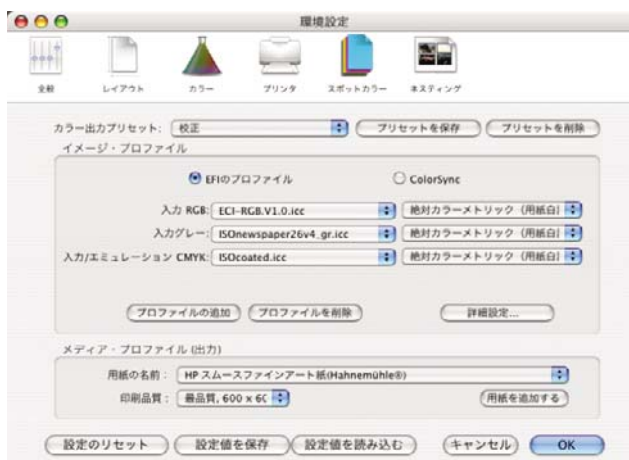 環境設定
全般 レイアウト カラー プリンタ スポットカラー ネスティング
カラー出力プリセット: 校正 プリセットを保存 プリセットを削除
イメージ・プロファイル
EFIのプロファイル ColorSync
入力 RGB: ECI-RGB.V1.0.icc 絶対カラーメトリック (用紙白]
入力グレー: ISOnewspaper26v4_gr.icc 絶対カラーメトリック (用紙白]
入力/エミュレーション CMYK: ISOcoated.icc 絶対カラーメトリック (用紙白]
プロファイルの追加 プロファイルを削除 詳細設定...
メディア・プロファイル (出力)
用紙の名前: HP スムースファインアート紙(Hahnemühle®)
印刷品質: 最品質, 600 x 60 用紙を追加する
設定のリセット 設定値を保存 設定値を読み込む キャンセル OK